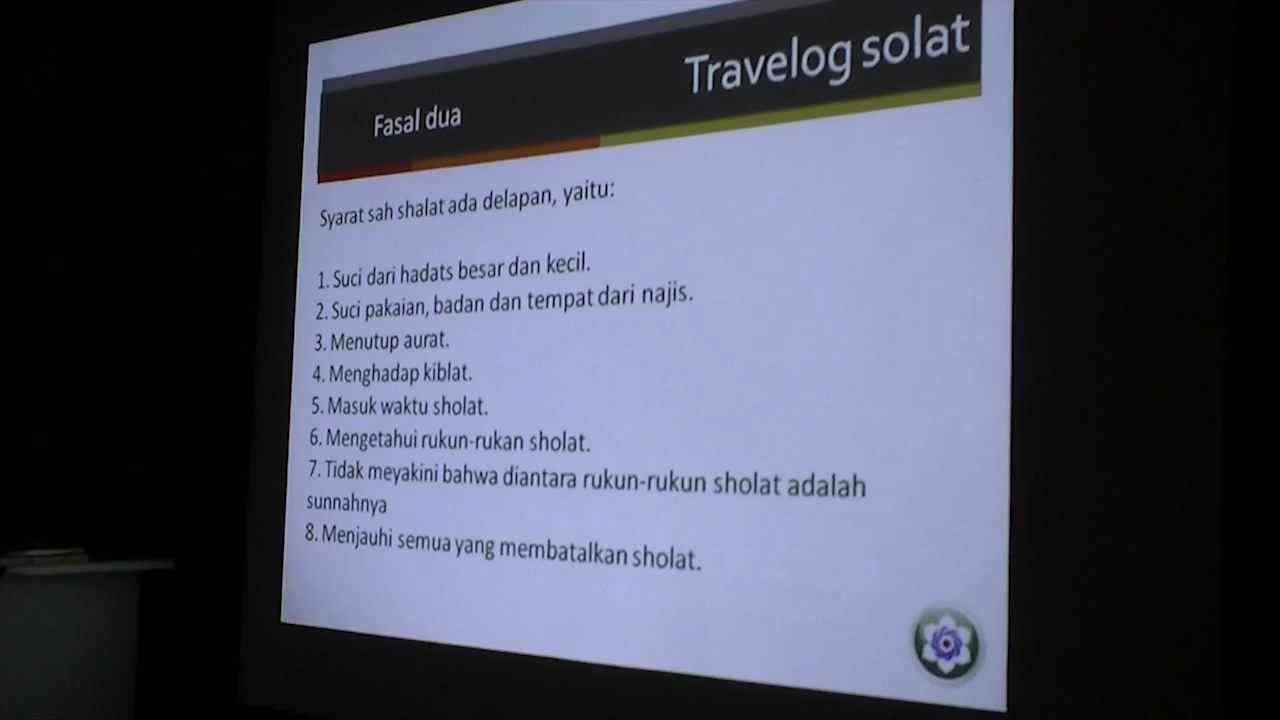 Travelog solat
Fasal dua
Syarat sah shalat ada delapan, yaitu:
1. Suci dari hadats besar dan kecil.
2. Suci pakaian, badan dan tempat dari najis.
3. Menutup aurat.
4. Menghadap kiblat.
5. Masuk waktu sholat.
6. Mengetahui rukun-rukan sholat.
7. Tidak meyakini bahwa diantara rukun-rukun sholat adalah
sunnahnya
8. Menjauhi semua yang membatalkan sholat.